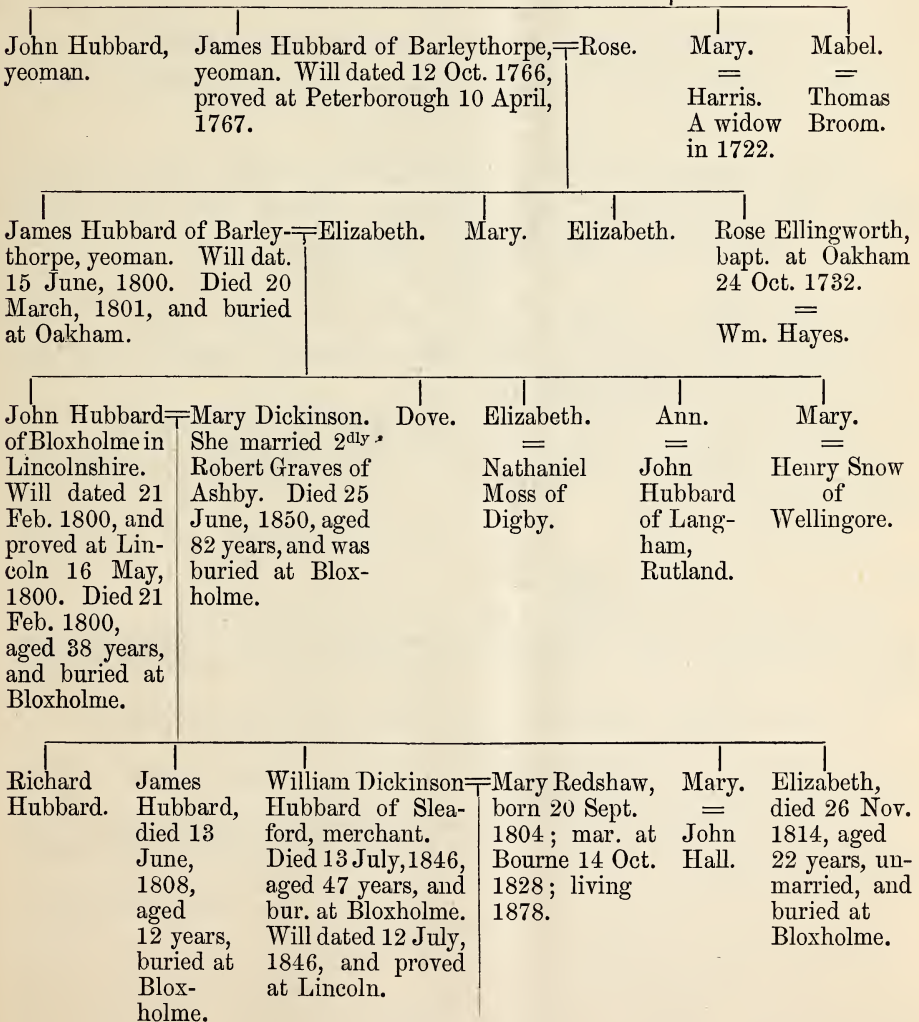 John Hubbard,
yeoman.
James Hubbard of Barleythorpe,=Rose.
yeoman. Will dated 12 Oct. 1766,
proved at Peterborough 10 April,
1767.
Mary.
=
Harris.
A widow
in 1722.
Mabel.
=
Thomas
Broom.
James Hubbard of Barley-=Elizabeth.
thorpe, yeoman. Will dat.
15 June, 1800. Died 20
March, 1801, and buried
at Oakham.
Mary.
Elizabeth.
Rose Ellingworth,
bapt. at Oakham
24 Oct. 1732.
=
Wm. Hayes.
John Hubbard=
of Bloxholme in
Lincolnshire.
Will dated 21
Feb. 1800, and
proved at Lin-
coln 16 May,
1800. Died 21
Feb. 1800,
aged 38 years,
and buried at
Bloxholme.
Mary Dickinson.
She married 2dly
Robert Graves of
Ashby. Died 25
June, 1850, aged
82 years, and was
buried at Blox-
holme.
Dove.
Elizabeth.
=
Nathaniel
Moss of
Digby.
Ann.
=
John
Hubbard
of Lang-
ham,
Rutland.
Mary.
=
Henry Snow
of
Wellingore.
Richard
Hubbard.
James
Hubbard,
died 13
June,
1808,
aged
12 years,
buried at
Blox-
holme.
William Dickinson=
Hubbard of Slea-
ford, merchant.
Died 13 July, 1846,
aged 47 years, and
bur. at Bloxholme.
Will dated 12 July,
1846, and proved
at Lincoln.
Mary Redshaw,
born 20 Sept.
1804; mar. at
Bourne 14 Oct.
1828; living
1878.
Mary.
=
John
Hall.
Elizabeth,
died 26 Nov.
1814, aged
22 years, un-
married, and
buried at
Bloxholme.